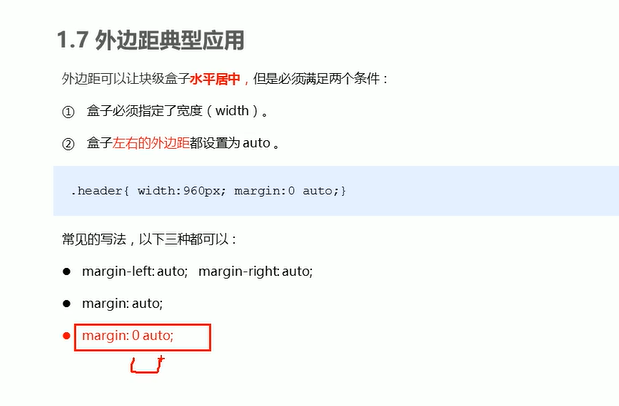 1.7 外边距典型应用
外边距可以让块级盒子水平居中，但是必须满足两个条件：
① 盒子必须指定了宽度（width）。
② 盒子左右的外边距都设置为 auto 。
.header{ width:960px; margin:0 auto;}
常见的写法，以下三种都可以：
● margin-left: auto; margin-right: auto;
● margin: auto;
● margin: 0 auto;